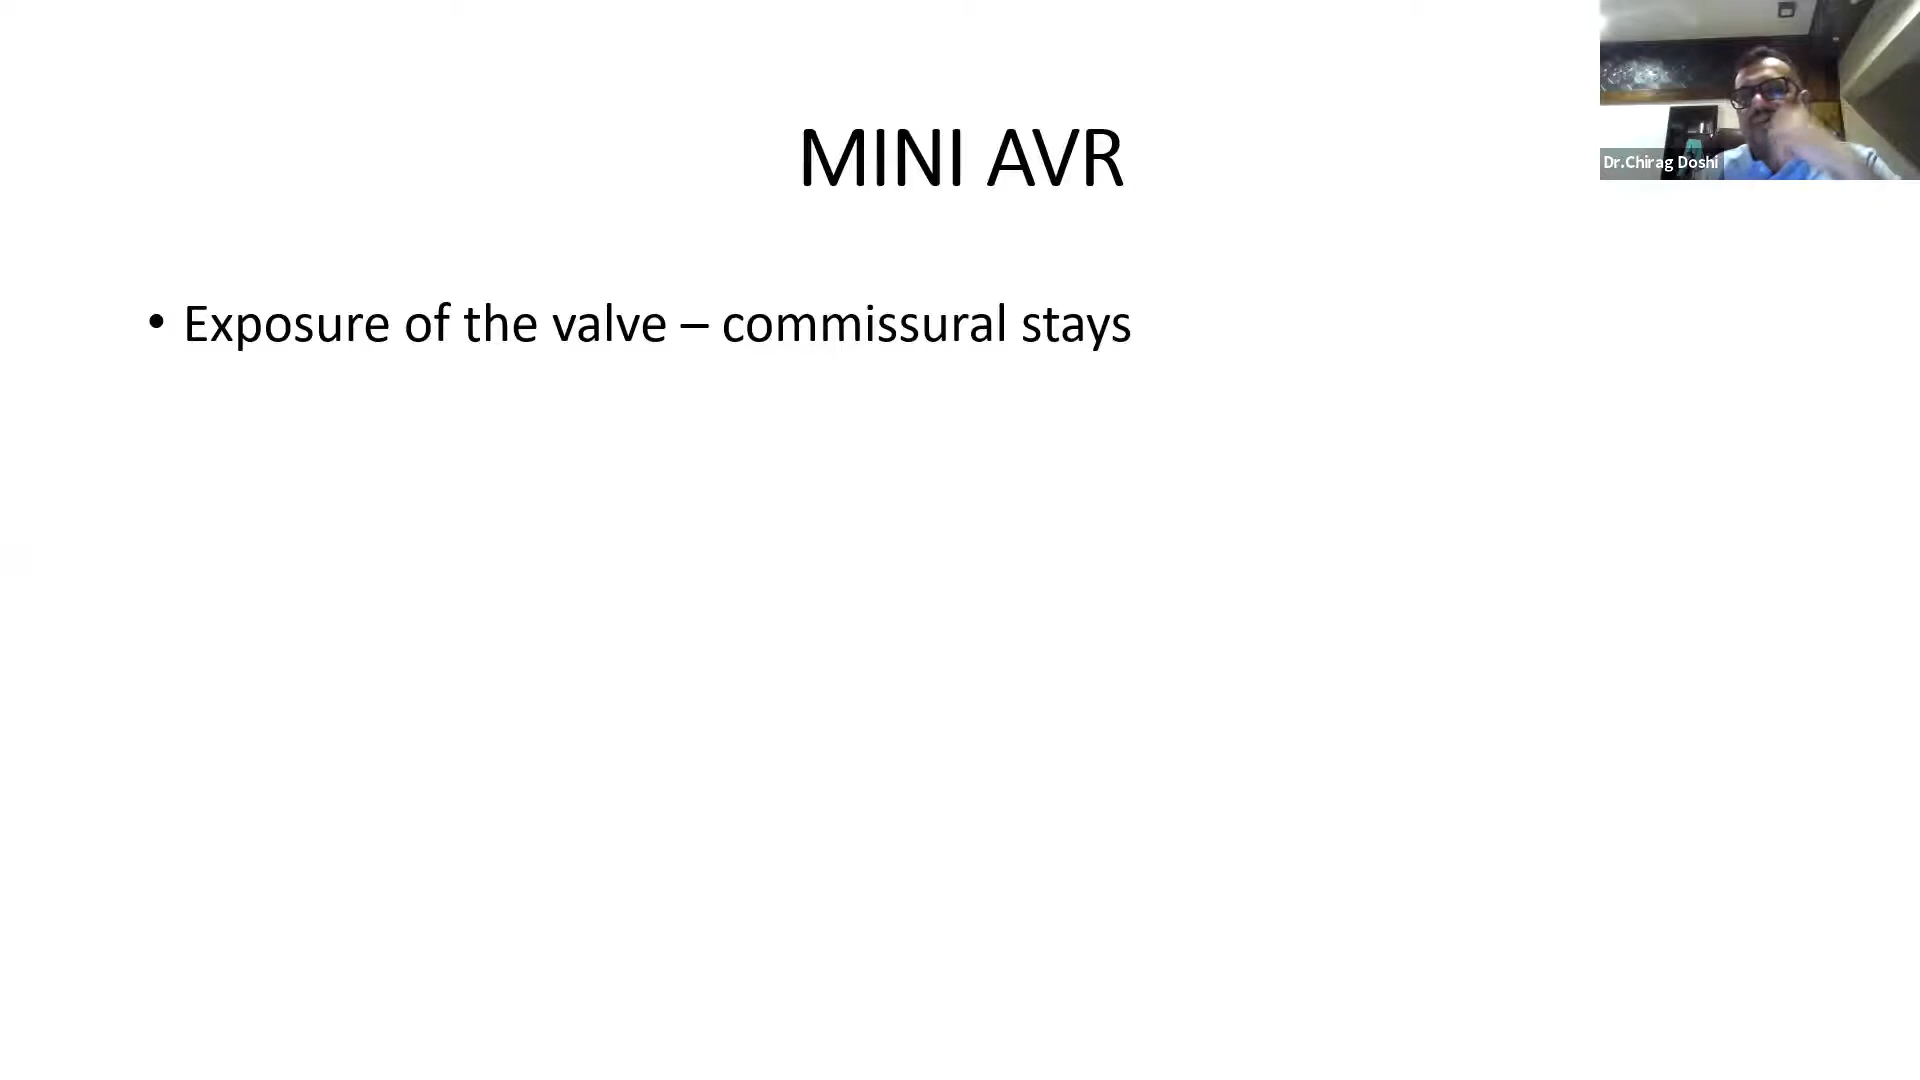 MINI AVR
Dr.Chirag Doshi
• Exposure of the valve – commissural stays